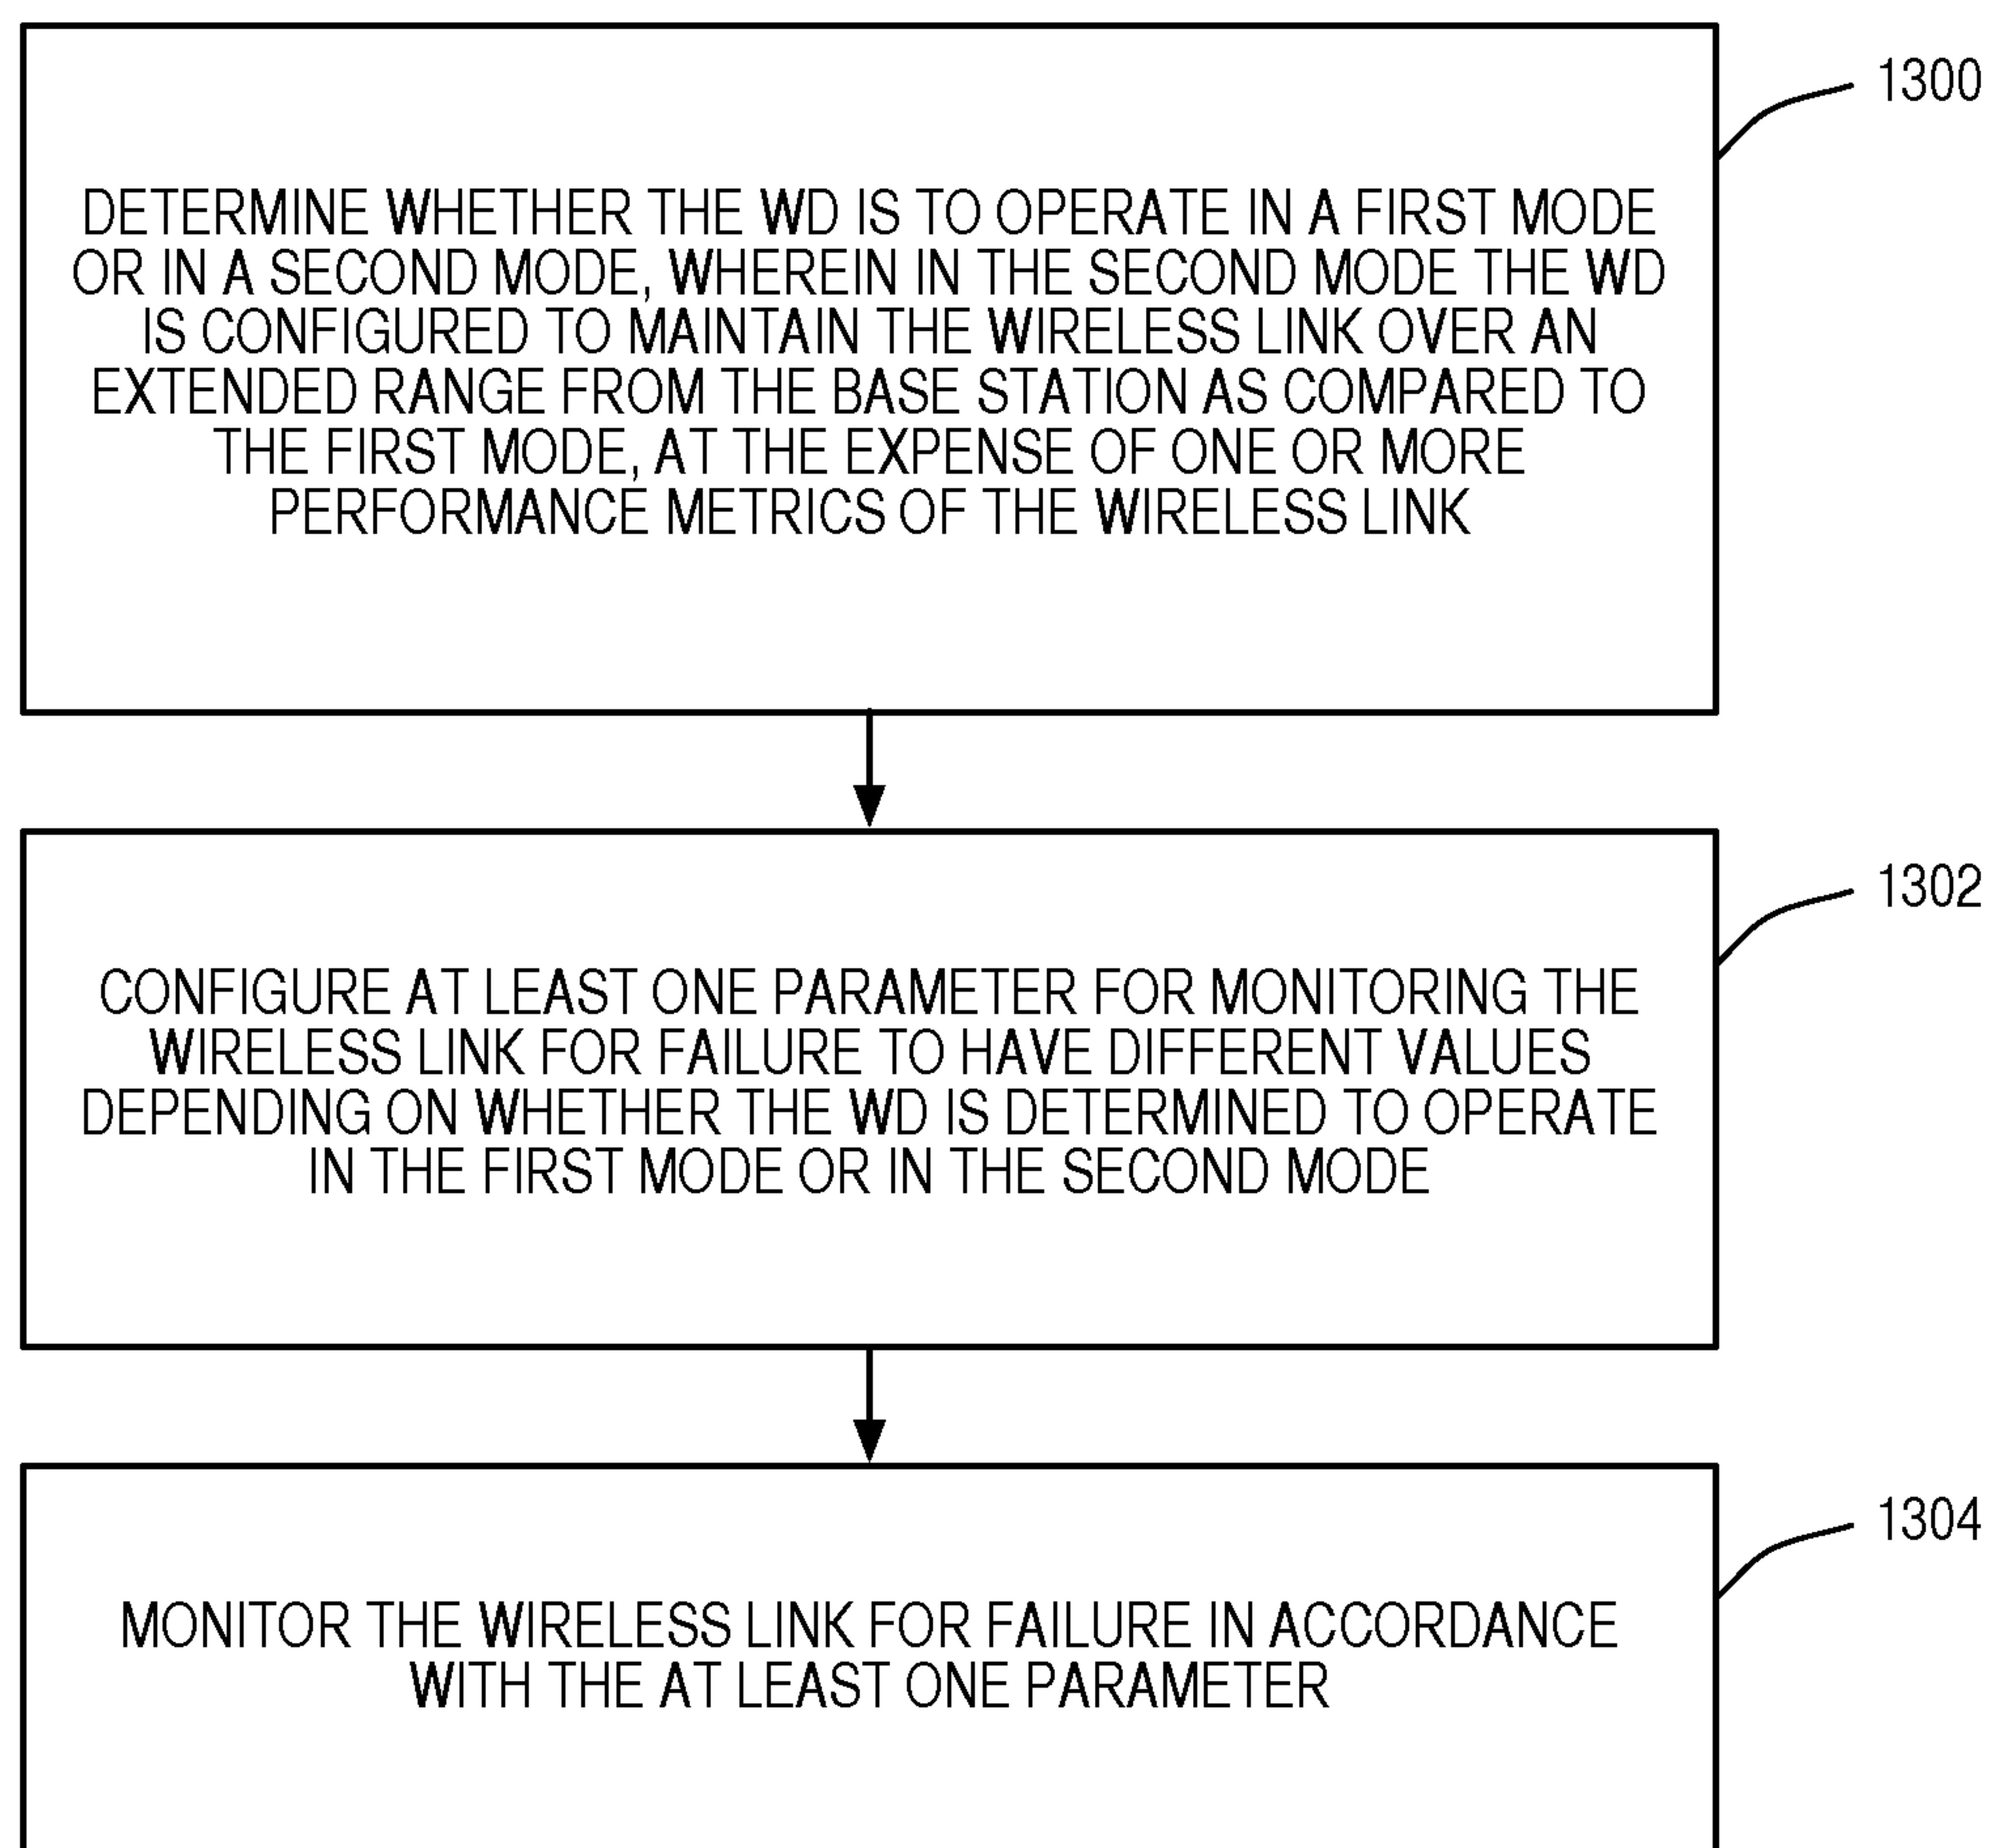 1300
DETERMINE WHETHER THE WD IS TO OPERATE IN A FIRST MODE
OR IN A SECOND MODE, WHEREIN IN THE SECOND MODE THE WD
IS CONFIGURED TO MAINTAIN THE WIRELESS LINK OVER AN
EXTENDED RANGE FROM THE BASE STATION AS COMPARED TO
THE FIRST MODE, AT THE EXPENSE OF ONE OR MORE
PERFORMANCE METRICS OF THE WIRELESS LINK
1302
CONFIGURE AT LEAST ONE PARAMETER FOR MONITORING THE
WIRELESS LINK FOR FAILURE TO HAVE DIFFERENT VALUES
DEPENDING ON WHETHER THE WD IS DETERMINED TO OPERATE
IN THE FIRST MODE OR IN THE SECOND MODE
1304
MONITOR THE WIRELESS LINK FOR FAILURE IN ACCORDANCE
WITH THE AT LEAST ONE PARAMETER